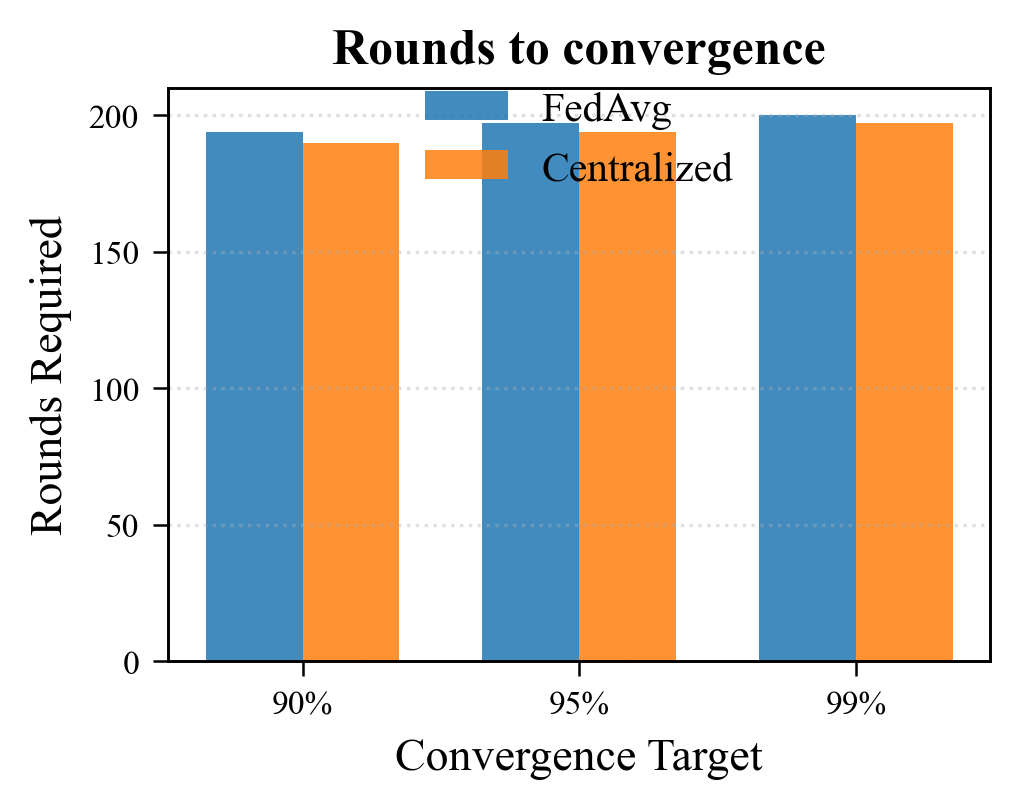 Rounds to convergence
FedAvg
Centralized
200
150
100
50
0
Rounds Required
90%
95%
99%
Convergence Target